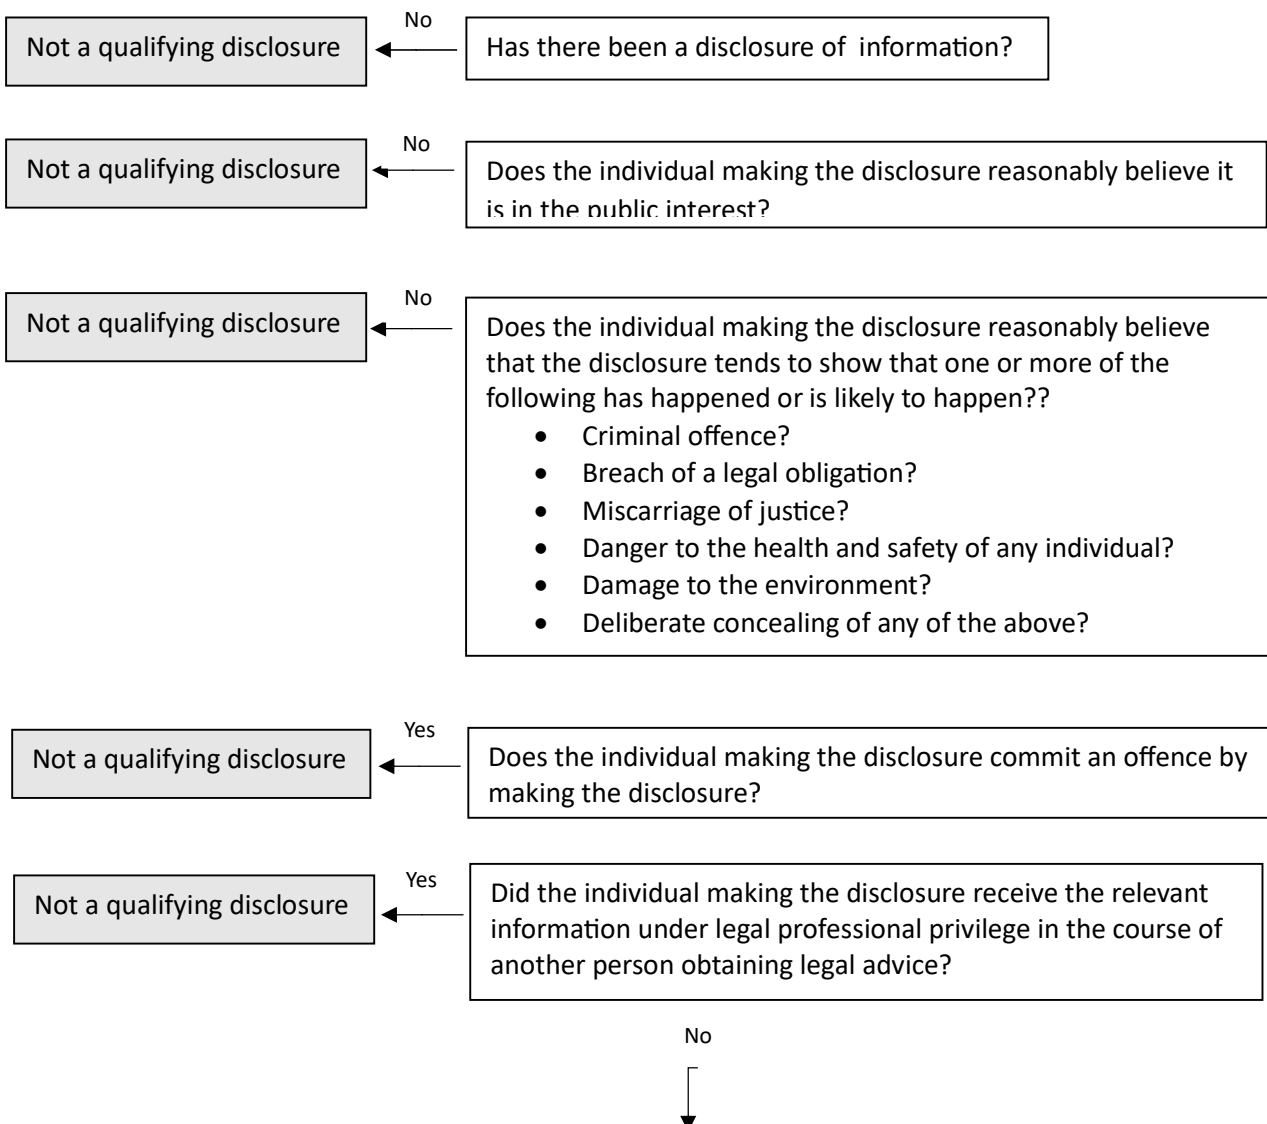 No
Not a qualifying disclosure
Has there been a disclosure of information?
No
Not a qualifying disclosure
Does the individual making the disclosure reasonably believe it
is in the public interest?
No
Not a qualifying disclosure
Does the individual making the disclosure reasonably believe
that the disclosure tends to show that one or more of the
following has happened or is likely to happen??
• Criminal offence?
• Breach of a legal obligation?
• Miscarriage of justice?
• Danger to the health and safety of any individual?
• Damage to the environment?
• Deliberate concealing of any of the above?
Yes
Not a qualifying disclosure
Does the individual making the disclosure commit an offence by
making the disclosure?
Yes
Not a qualifying disclosure
Did the individual making the disclosure receive the relevant
information under legal professional privilege in the course of
another person obtaining legal advice?
No